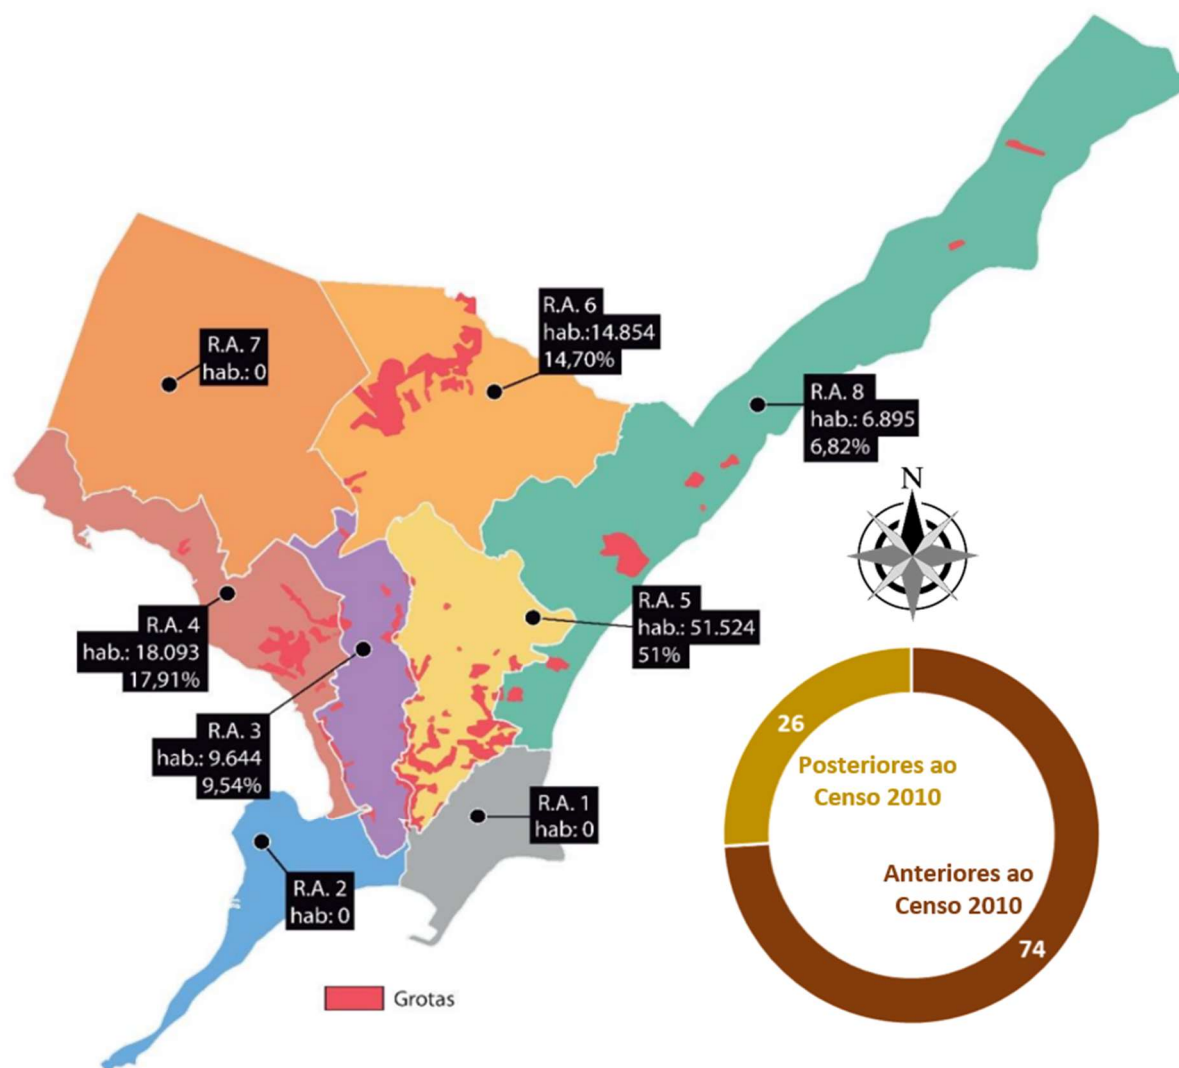 R.A. 6
hab.:14.854
14,70%
R.A. 7
hab.: 0
R.A. 8
hab.: 6.895
6,82%
N
R.A. 5
hab.: 51.524
51%
R.A. 4
hab.: 18.093
17,91%
R.A. 3
hab.: 9.644
9,54%
R.A. 1
hab: 0
R.A. 2
hab: 0
26
Posteriores ao
Censo 2010
Anteriores ao
Censo 2010
74
Grotas